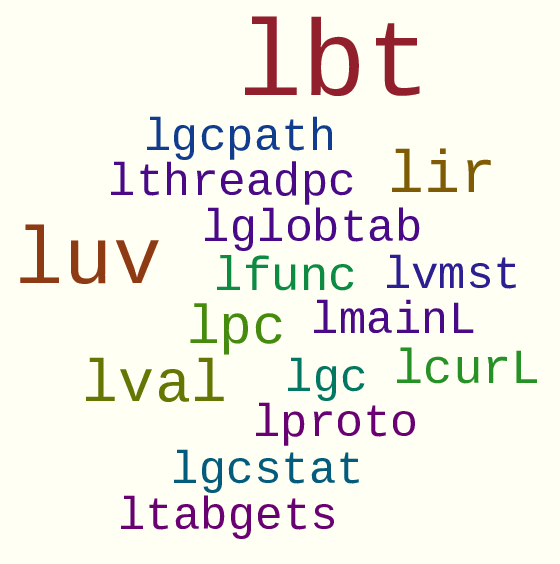 lbt
lgcpath
lthreadpc lir
lglobtab
luv
lfunc lvmst
lpc lmainL
lval lgc lcurL
lproto
lgcstat
ltabgets